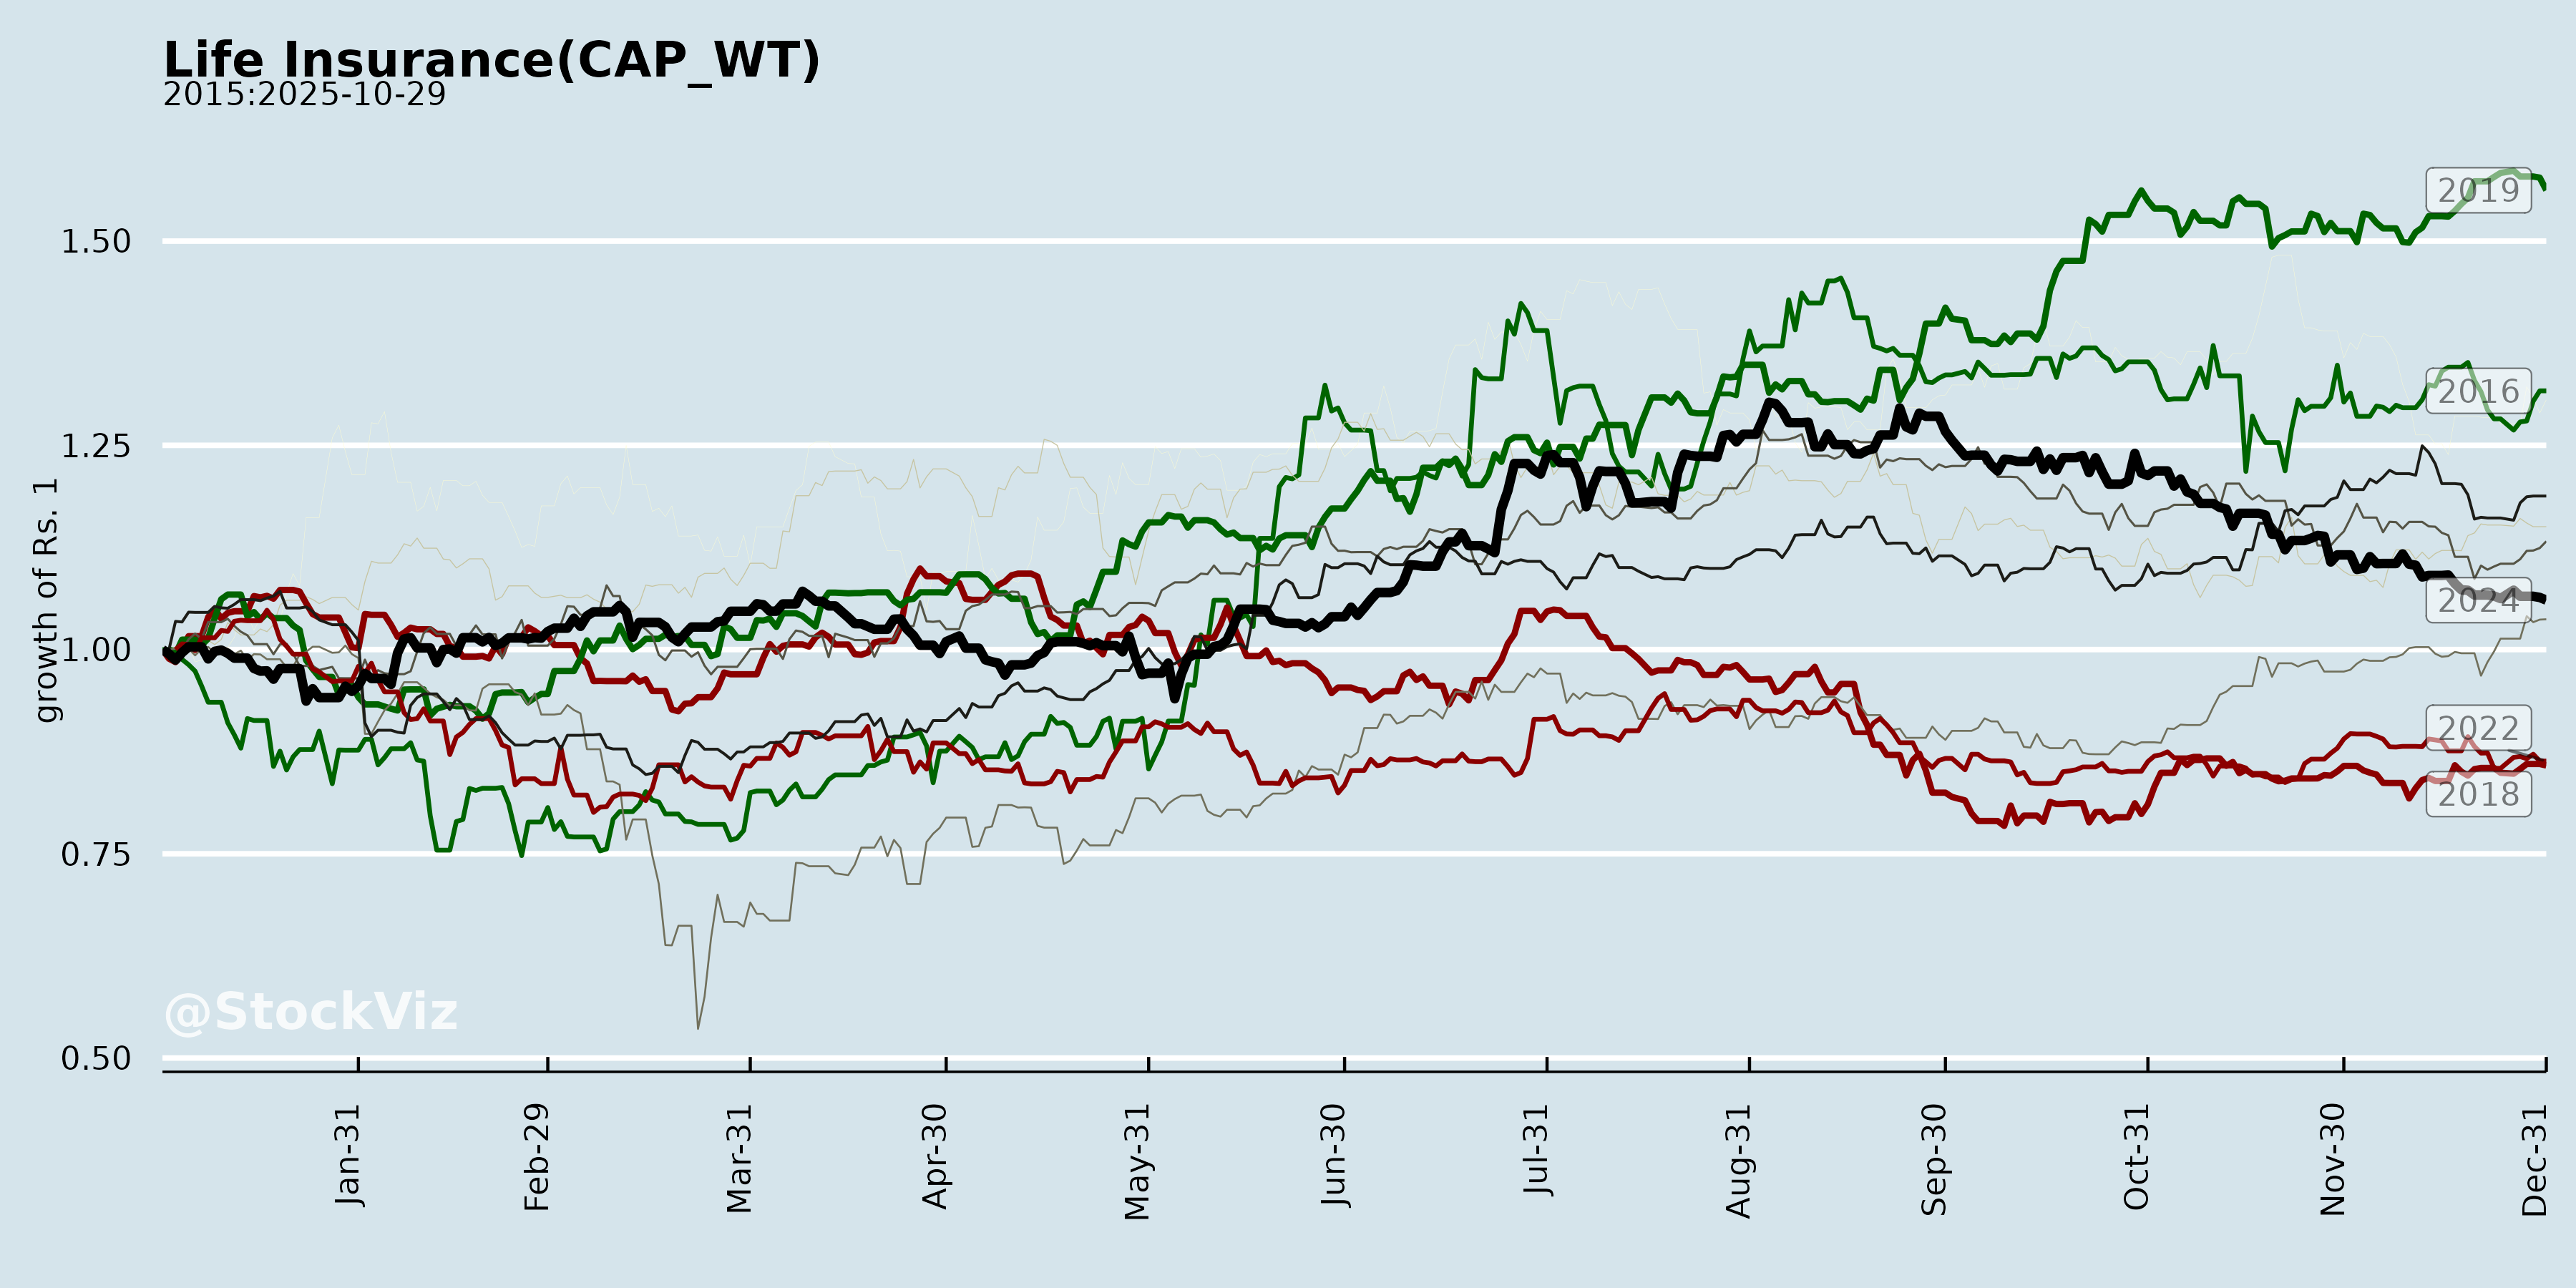 Life Insurance(CAP_WT)
2015:2025-10-29
growth of Rs. 1
1.50
1.25
1.00
0.75
0.50
2019
2016
2024
2022
2018
@StockViz
Jan-31
Feb-29
Mar-31
Apr-30
May-31
Jun-30
Jul-31
Aug-31
Sep-30
Oct-31
Nov-30
Dec-31